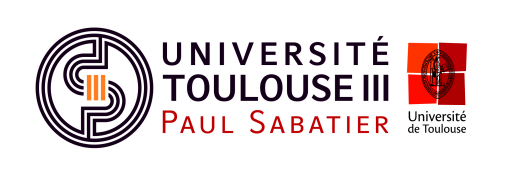 UNIVERSITÉ
TOULOUSE III
PAUL SABATIER
Université
de Toulouse